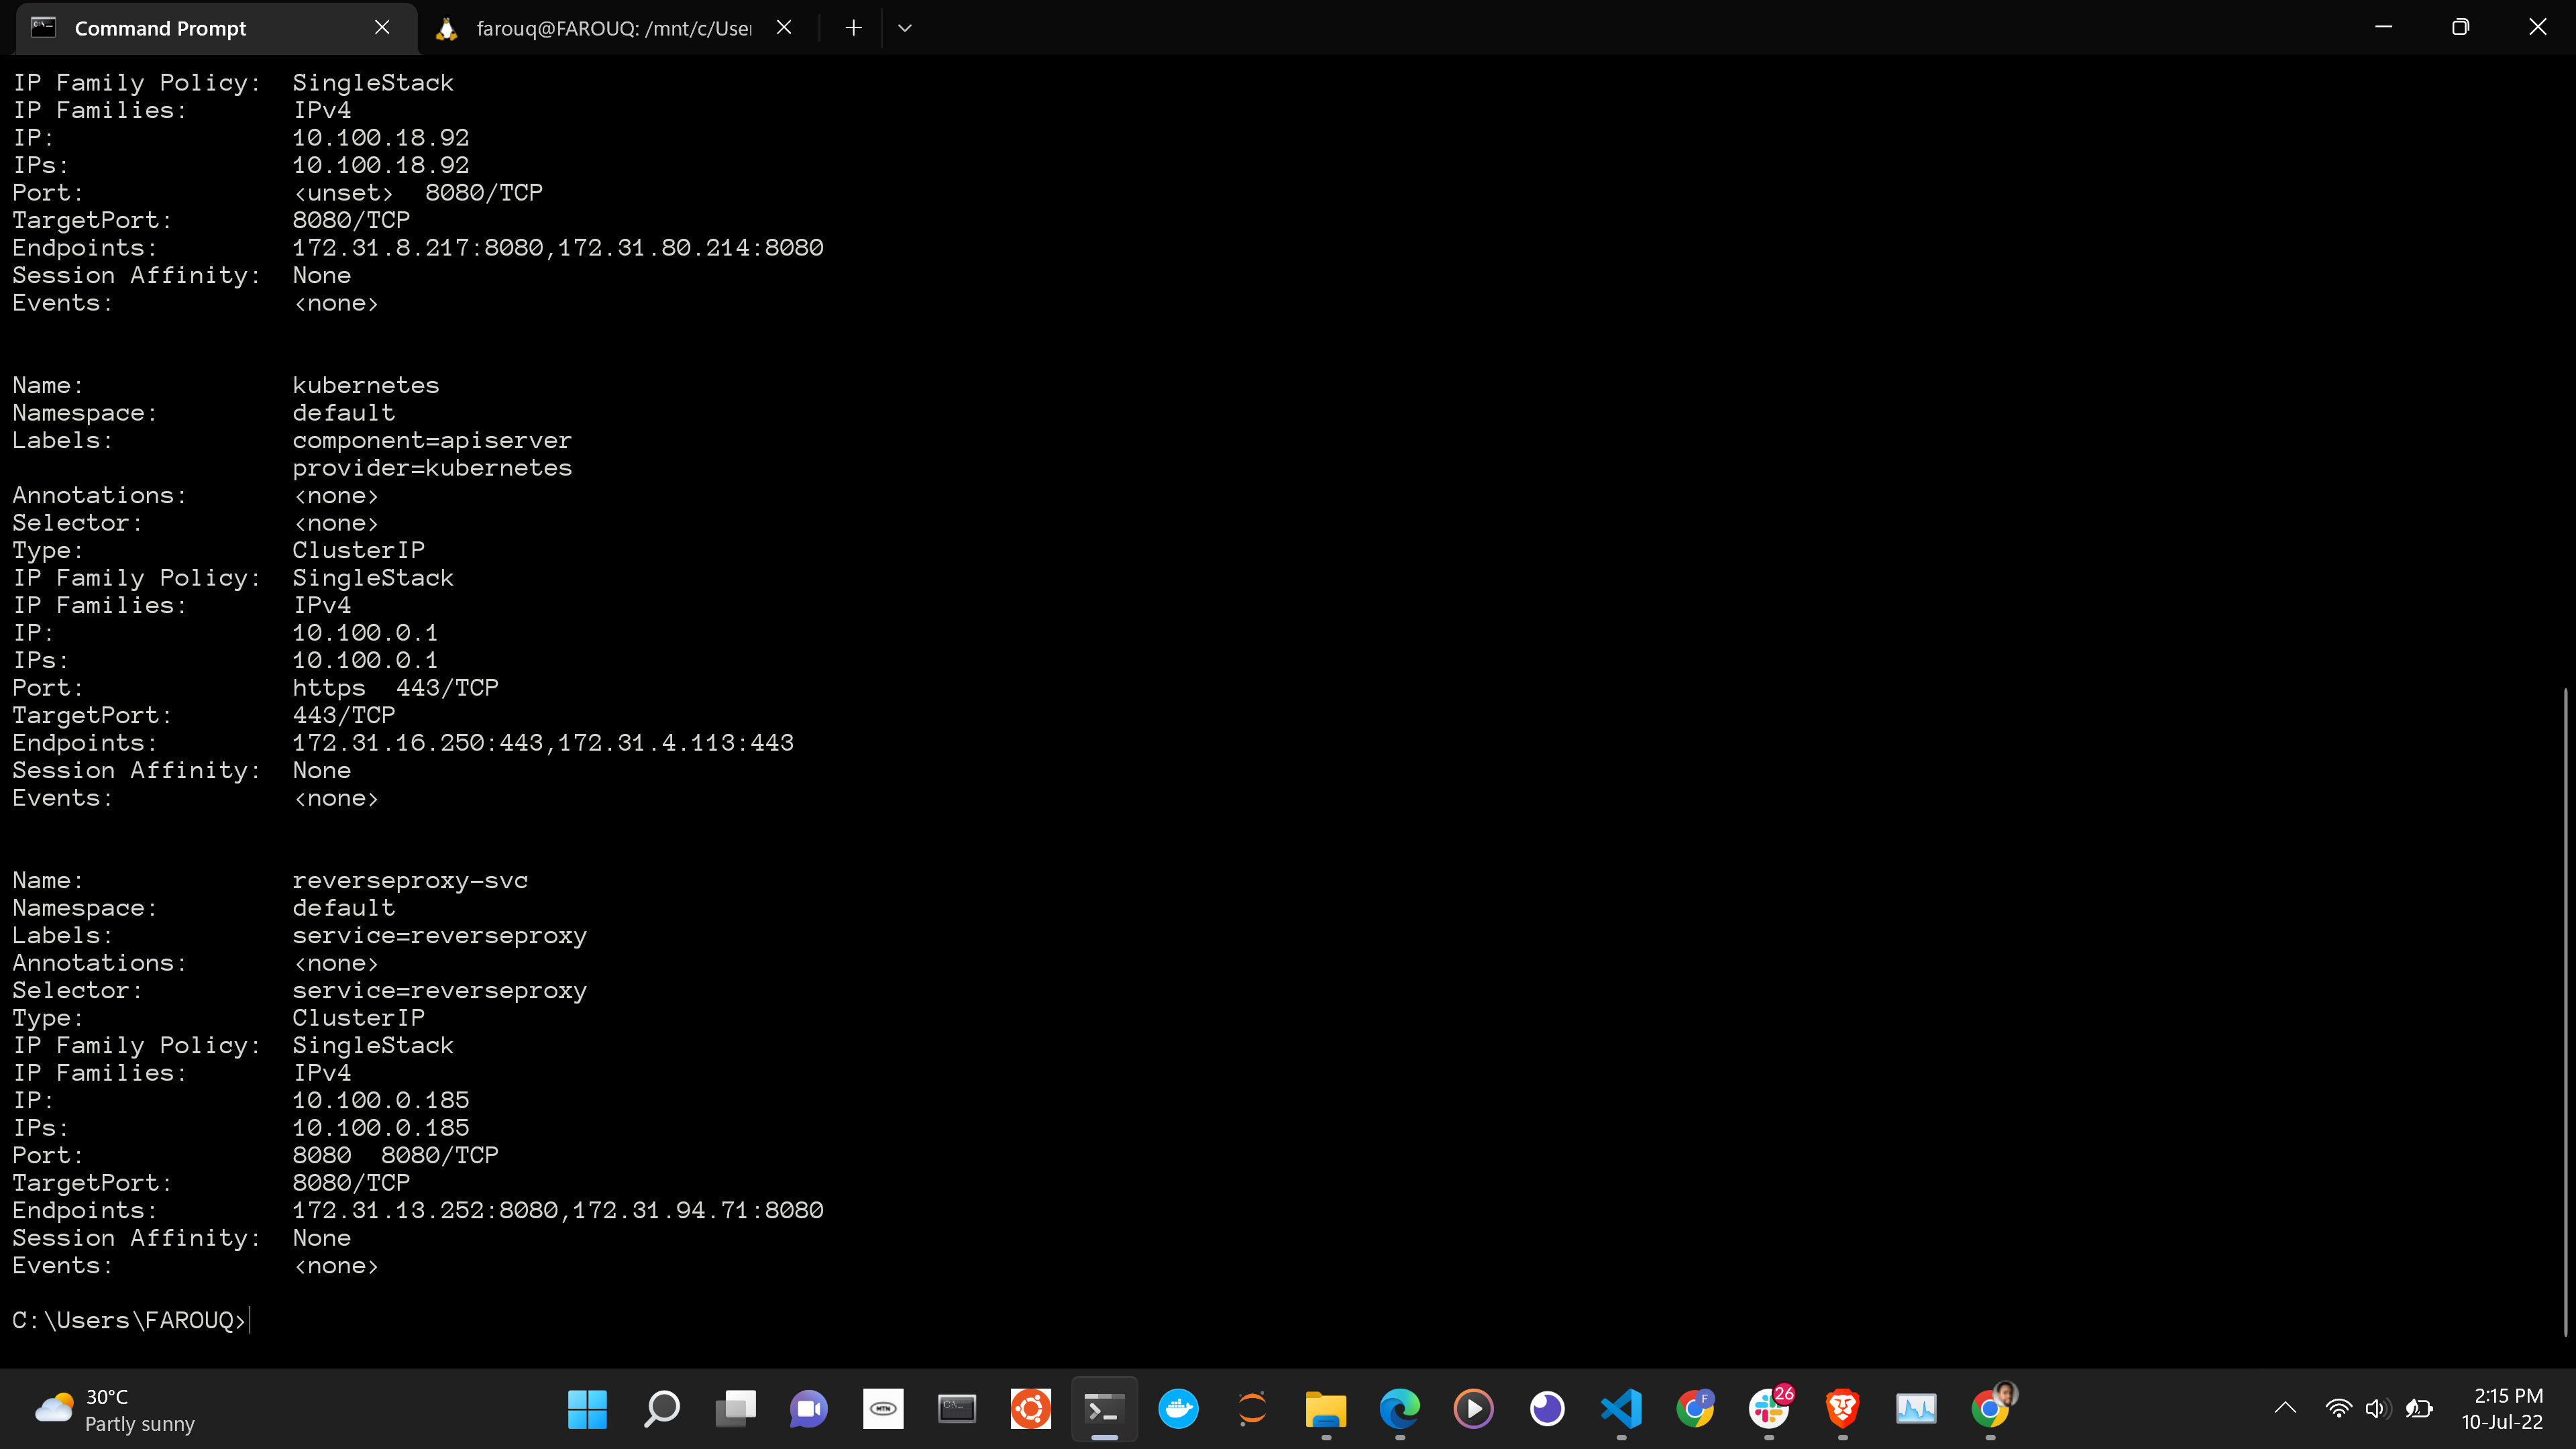 Command Prompt
farouq@FAROUQ: /mnt/c/User
IP Family Policy:  SingleStack
IP Families:       IPv4
IP:                10.100.18.92
IPs:               10.100.18.92
Port:              <unset>  8080/TCP
TargetPort:        8080/TCP
Endpoints:         172.31.8.217:8080,172.31.80.214:8080
Session Affinity:  None
Events:            <none>
Name:              kubernetes
Namespace:         default
Labels:            component=apiserver
                   provider=kubernetes
Annotations:       <none>
Selector:          <none>
Type:              ClusterIP
IP Family Policy:  SingleStack
IP Families:       IPv4
IP:                10.100.0.1
IPs:               10.100.0.1
Port:              https  443/TCP
TargetPort:        443/TCP
Endpoints:         172.31.16.250:443,172.31.4.113:443
Session Affinity:  None
Events:            <none>
Name:              reverseproxy-svc
Namespace:         default
Labels:            service=reverseproxy
Annotations:       <none>
Selector:          service=reverseproxy
Type:              ClusterIP
IP Family Policy:  SingleStack
IP Families:       IPv4
IP:                10.100.0.185
IPs:               10.100.0.185
Port:              8080  8080/TCP
TargetPort:        8080/TCP
Endpoints:         172.31.13.252:8080,172.31.94.71:8080
Session Affinity:  None
Events:            <none>
C:\Users\FAROUQ>
30°C
Partly sunny
MTN
F
26
2:15 PM
10-Jul-22